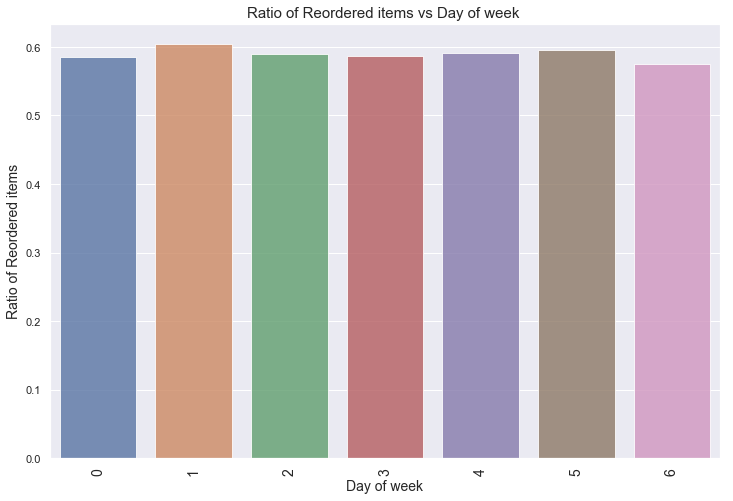 Ratio of Reordered items vs Day of week
Ratio of Reordered items
0.6
0.5
0.4
0.3
0.2
0.1
0.0
0 1 2 3 4 5 6
Day of week